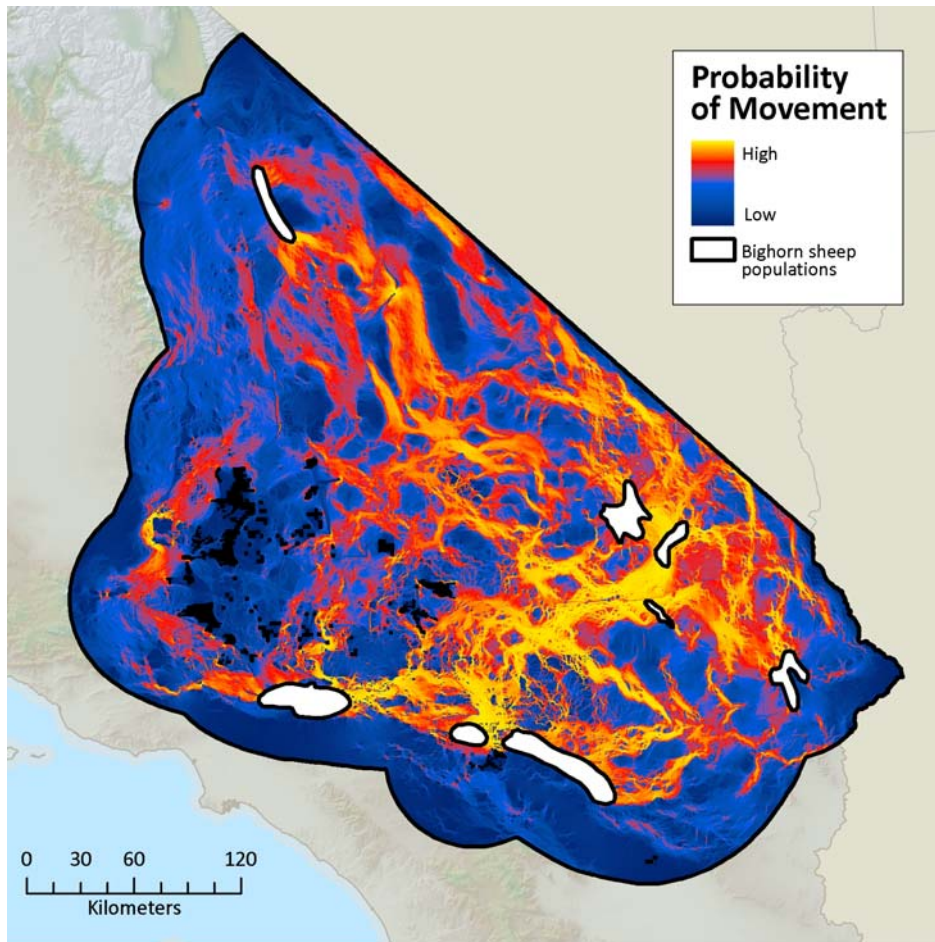 Probability
of Movement
High
Low
Bighorn sheep
populations
0 30 60 120
Kilometers